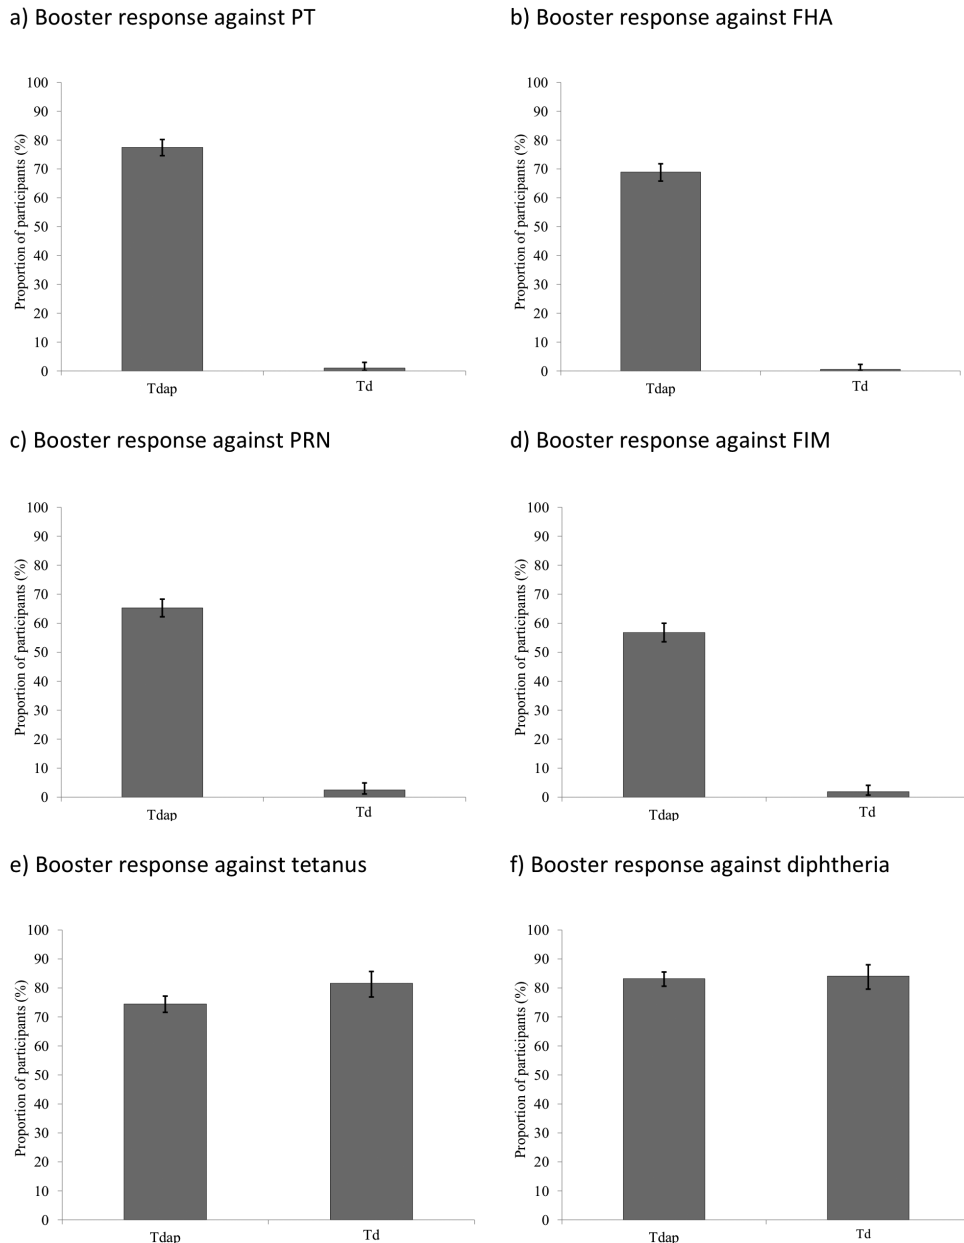 a) Booster response against PT
Proportion of participants (%)
100
90
80
70
60
50
40
30
20
10
0
Tdap
Td
b) Booster response against FHA
Proportion of participants (%)
100
90
80
70
60
50
40
30
20
10
0
Tdap
Td
c) Booster response against PRN
Proportion of participants (%)
100
90
80
70
60
50
40
30
20
10
0
Tdap
Td
d) Booster response against FIM
Proportion of participants (%)
100
90
80
70
60
50
40
30
20
10
0
Tdap
Td
e) Booster response against tetanus
Proportion of participants (%)
100
90
80
70
60
50
40
30
20
10
0
Tdap
Td
f) Booster response against diphtheria
Proportion of participants (%)
100
90
80
70
60
50
40
30
20
10
0
Tdap
Td